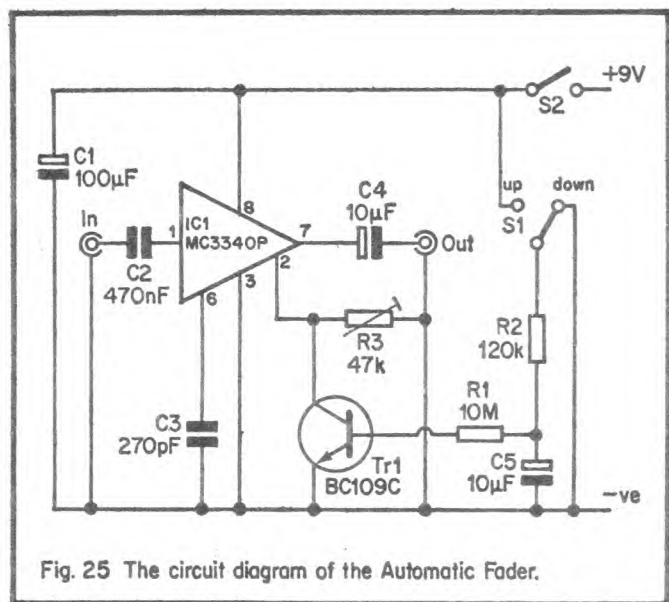 +9V
S2
C1
100µF
In
C2
470nF
1
IC1
MC3340P
8
7
2
3
6
C4
10µF
Out
up
down
S1
R3
47k
R2
120k
R1
10M
C3
270pF
Tr1
BC109C
C5
10µF
-ve
Fig. 25 The circuit diagram of the Automatic Fader.